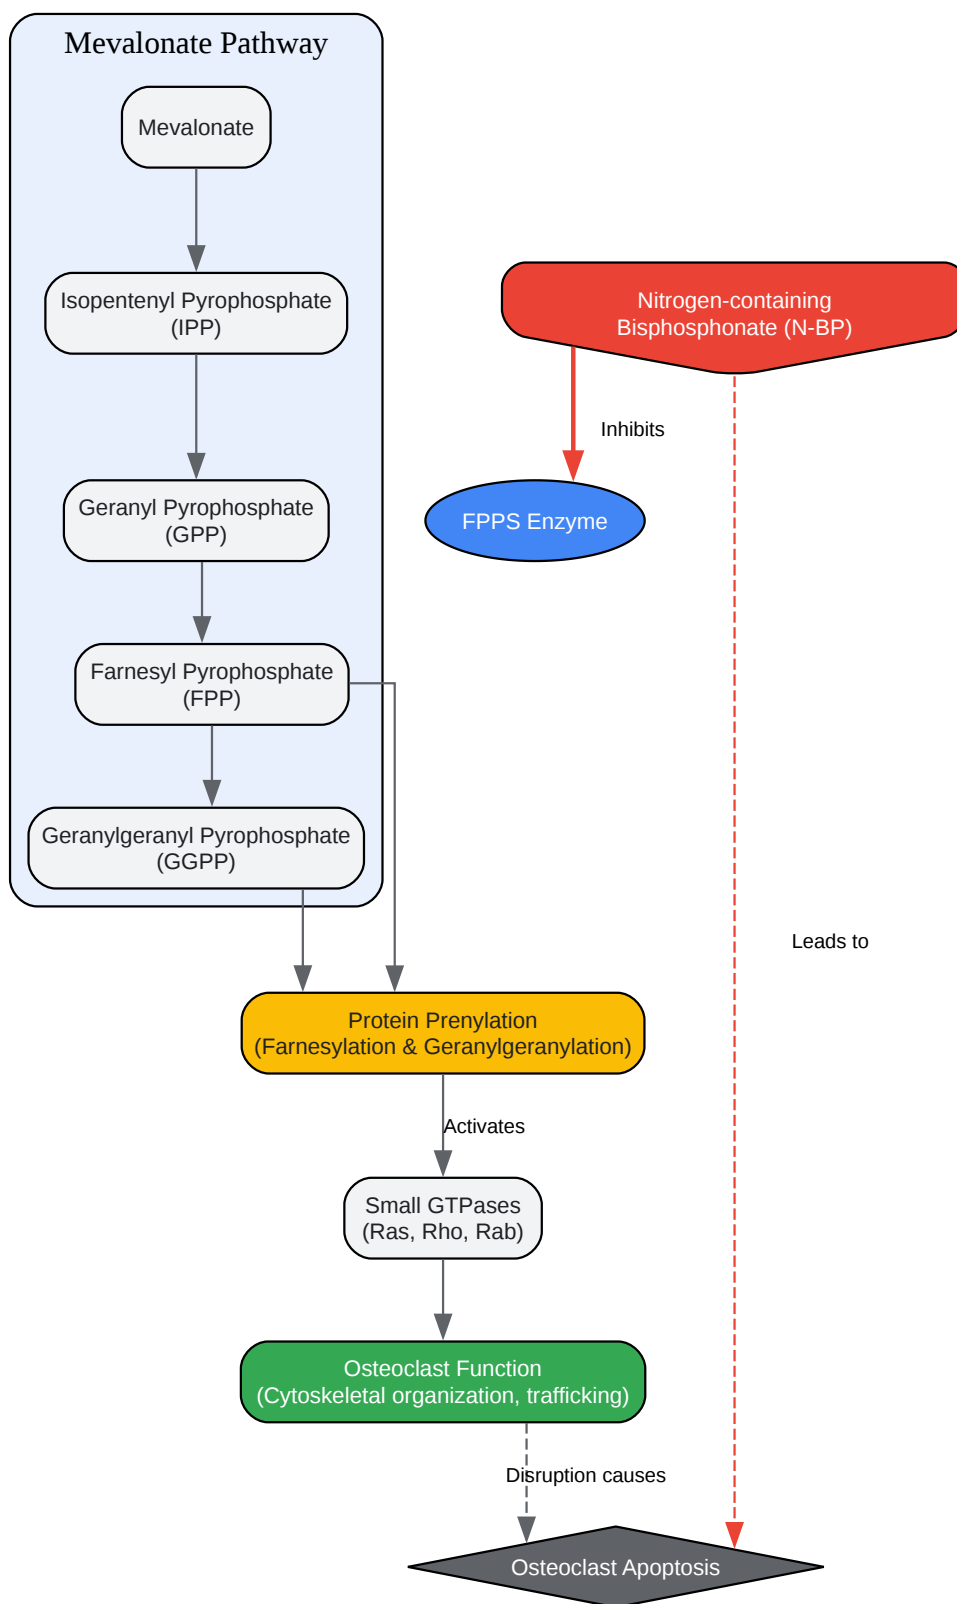 Mevalonate Pathway
Mevalonate
Isopentenyl Pyrophosphate
(IPP)
Nitrogen-containing
Bisphosphonate (N-BP)
Inhibits
Geranyl Pyrophosphate
(GPP)
FPPS Enzyme
Farnesyl Pyrophosphate
(FPP)
Geranylgeranyl Pyrophosphate
(GGPP)
Leads to
Protein Prenylation
(Farnesylation & Geranylgeranylation)
Activates
Small GTPases
(Ras, Rho, Rab)
Osteoclast Function
(Cytoskeletal organization, trafficking)
Disruption causes
Osteoclast Apoptosis